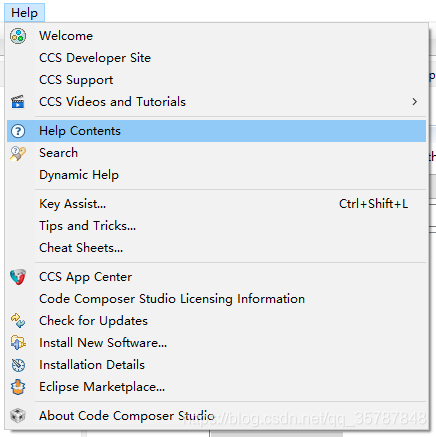 Help
Welcome
CCS Developer Site
CCS Support
CCS Videos and Tutorials
Help Contents
Search
Dynamic Help
Key Assist... Ctrl+Shift+L
Tips and Tricks...
Cheat Sheets...
CCS App Center
Code Composer Studio Licensing Information
Check for Updates
Install New Software...
Installation Details
Eclipse Marketplace...
About Code Composer Studio
https://blog.csdn.net/qq_35787848